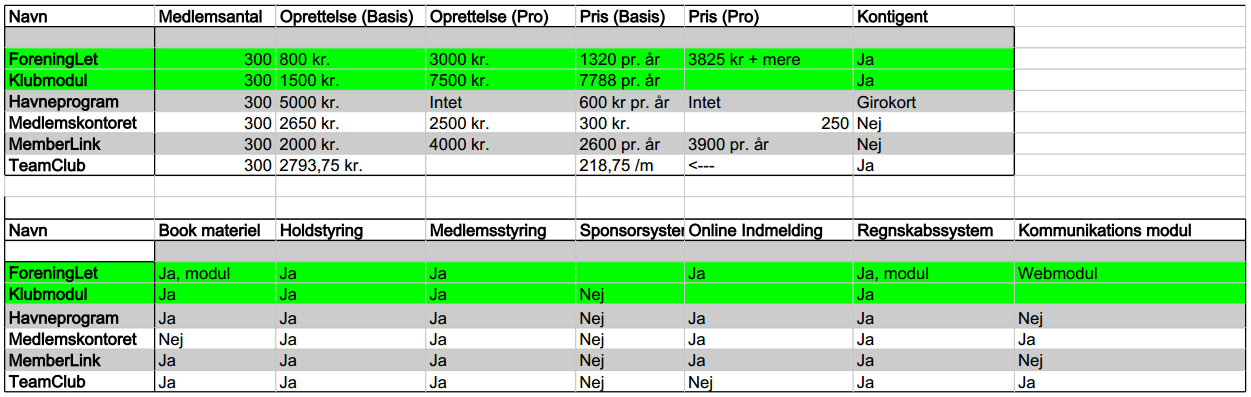 Navn Medlemsantal Oprettelse (Basis) Oprettelse (Pro) Pris (Basis) Pris (Pro) Kontigent
ForeningLet 300 800 kr. 3000 kr. 1320 pr. år 3825 kr + mere Ja
Klubmodul 300 1500 kr. 7500 kr. 7788 pr. år Ja
Havneprogram 300 5000 kr. Intet 600 kr pr. år Intet Girokort
Medlemskontoret 300 2650 kr. 2500 kr. 300 kr. 250 Nej
MemberLink 300 2000 kr. 4000 kr. 2600 pr. år 3900 pr. år Nej
TeamClub 300 2793,75 kr. 218,75 /m <--- Ja
Navn Book materiel Holdstyring Medlemsstyring Sponsorsyster Online Indmelding Regnskabssystem Kommunikations modul
ForeningLet Ja, modul Ja Ja Ja Ja, modul Webmodul
Klubmodul Ja Ja Ja Nej Ja
Havneprogram Ja Ja Ja Nej Ja Ja Nej
Medlemskontoret Nej Ja Ja Nej Ja Ja Ja
MemberLink Ja Ja Ja Nej Ja Ja Nej
TeamClub Ja Ja Ja Nej Nej Ja Ja